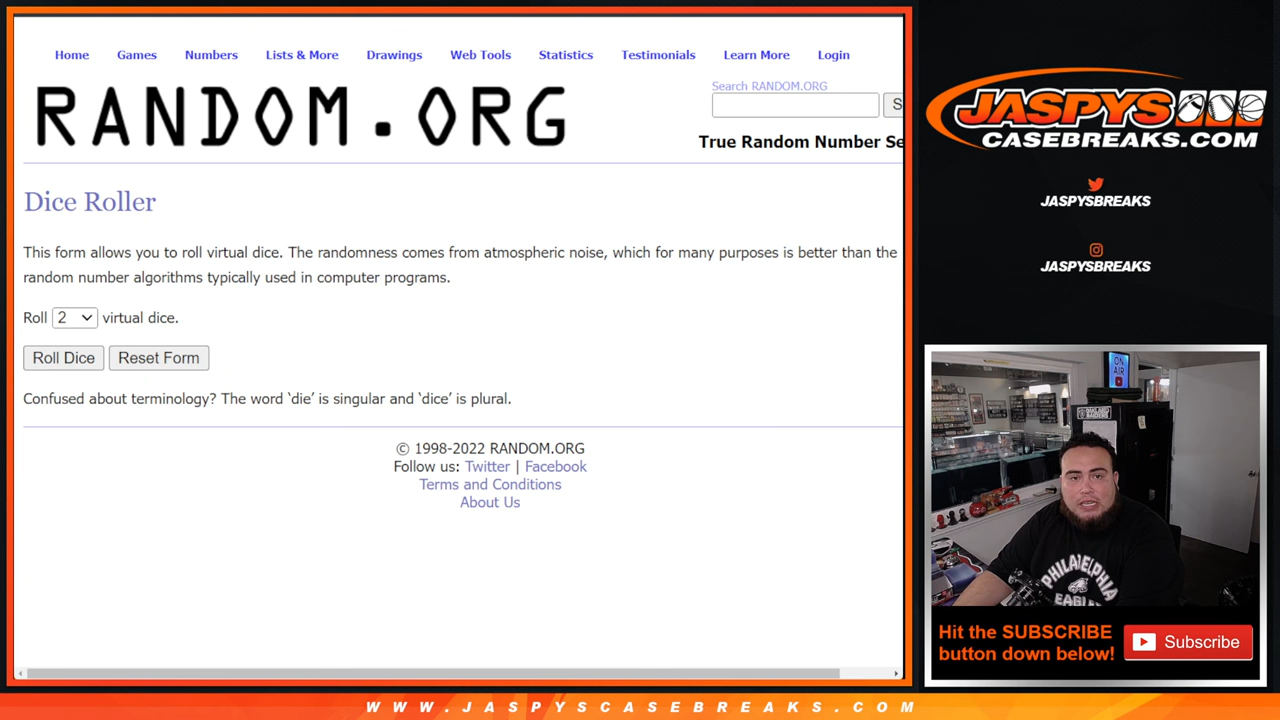 Home Games Numbers Lists & More Drawings Web Tools Statistics Testimonials Learn More Login
Search RANDOM.ORG
S
RANDOM.ORG
True Random Number Se
Dice Roller
This form allows you to roll virtual dice. The randomness comes from atmospheric noise, which for many purposes is better than the
random number algorithms typically used in computer programs.
Roll 2 virtual dice.
Roll Dice Reset Form
Confused about terminology? The word ‘die’ is singular and ‘dice’ is plural.
© 1998-2022 RANDOM.ORG
Follow us: Twitter | Facebook
Terms and Conditions
About Us
JASPYS
CASEBREAKS.COM
JASPYSBREAKS
JASPYSBREAKS
ON
AIR
PHILADELPHIA
EAGLES
Hit the SUBSCRIBE
button down below!
Subscribe
WWW.JASPYSCASEBREAKS.COM